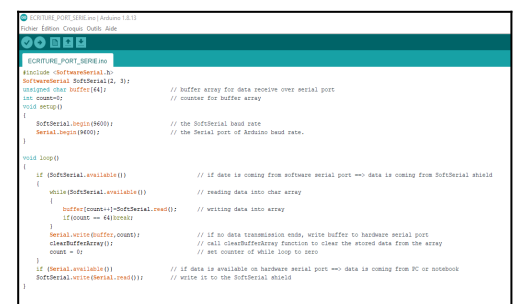 ECRITURE_PORT_SERIE.ino | Arduino 1.8.13
Fichier Édition Croquis Outils Aide
ECRITURE_PORT_SERIE.ino
#include <SoftwareSerial.h>
SoftwareSerial SoftSerial(2, 3);
unsigned char buffer[64]; // buffer array for data receive over serial port
int count=0; // counter for buffer array
void setup()
{
SoftSerial.begin(9600); // the SoftSerial baud rate
Serial.begin(9600); // the Serial port of Arduino baud rate.
}
void loop()
{
if (SoftSerial.available()) // if date is coming from software serial port ==> data is coming from SoftSerial shield
{
while(SoftSerial.available()) // reading data into char array
{
buffer[count++]=SoftSerial.read(); // writing data into array
if(count == 64)break;
}
Serial.write(buffer,count); // if no data transmission ends, write buffer to hardware serial port
clearBufferArray(); // call clearBufferArray function to clear the stored data from the array
count = 0; // set counter of while loop to zero
}
if (Serial.available()) // if data is available on hardware serial port ==> data is coming from PC or notebook
SoftSerial.write(Serial.read()); // write it to the SoftSerial shield
}